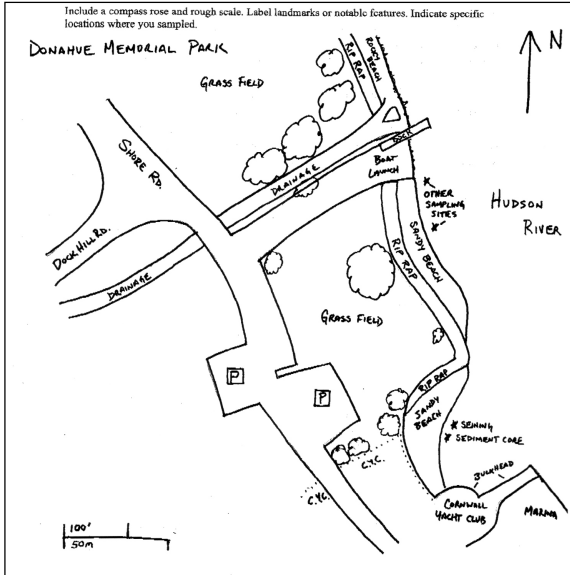 Include a compass rose and rough scale. Label landmarks or notable features. Indicate specific
locations where you sampled.
DONAHUE MEMORIAL PARK
N
RIP RAP
ROCKY BEACH
GRASS FIELD
SHORE RD.
DOCK
DRAINAGE
BOAT
LAUNCH
* OTHER
SAMPLING
SITES
*
HUDSON
RIVER
DOCK HILL RD.
SANDY BEACH
RIP RAP
DRAINAGE
GRASS FIELD
P
P
RIP RAP
SANDY
BEACH
* SEINING
* SEDIMENT CORE
C.Y.C.
C.Y.C.
BULKHEAD
CORNWALL
YACHT CLUB
MARINA
100'
50m